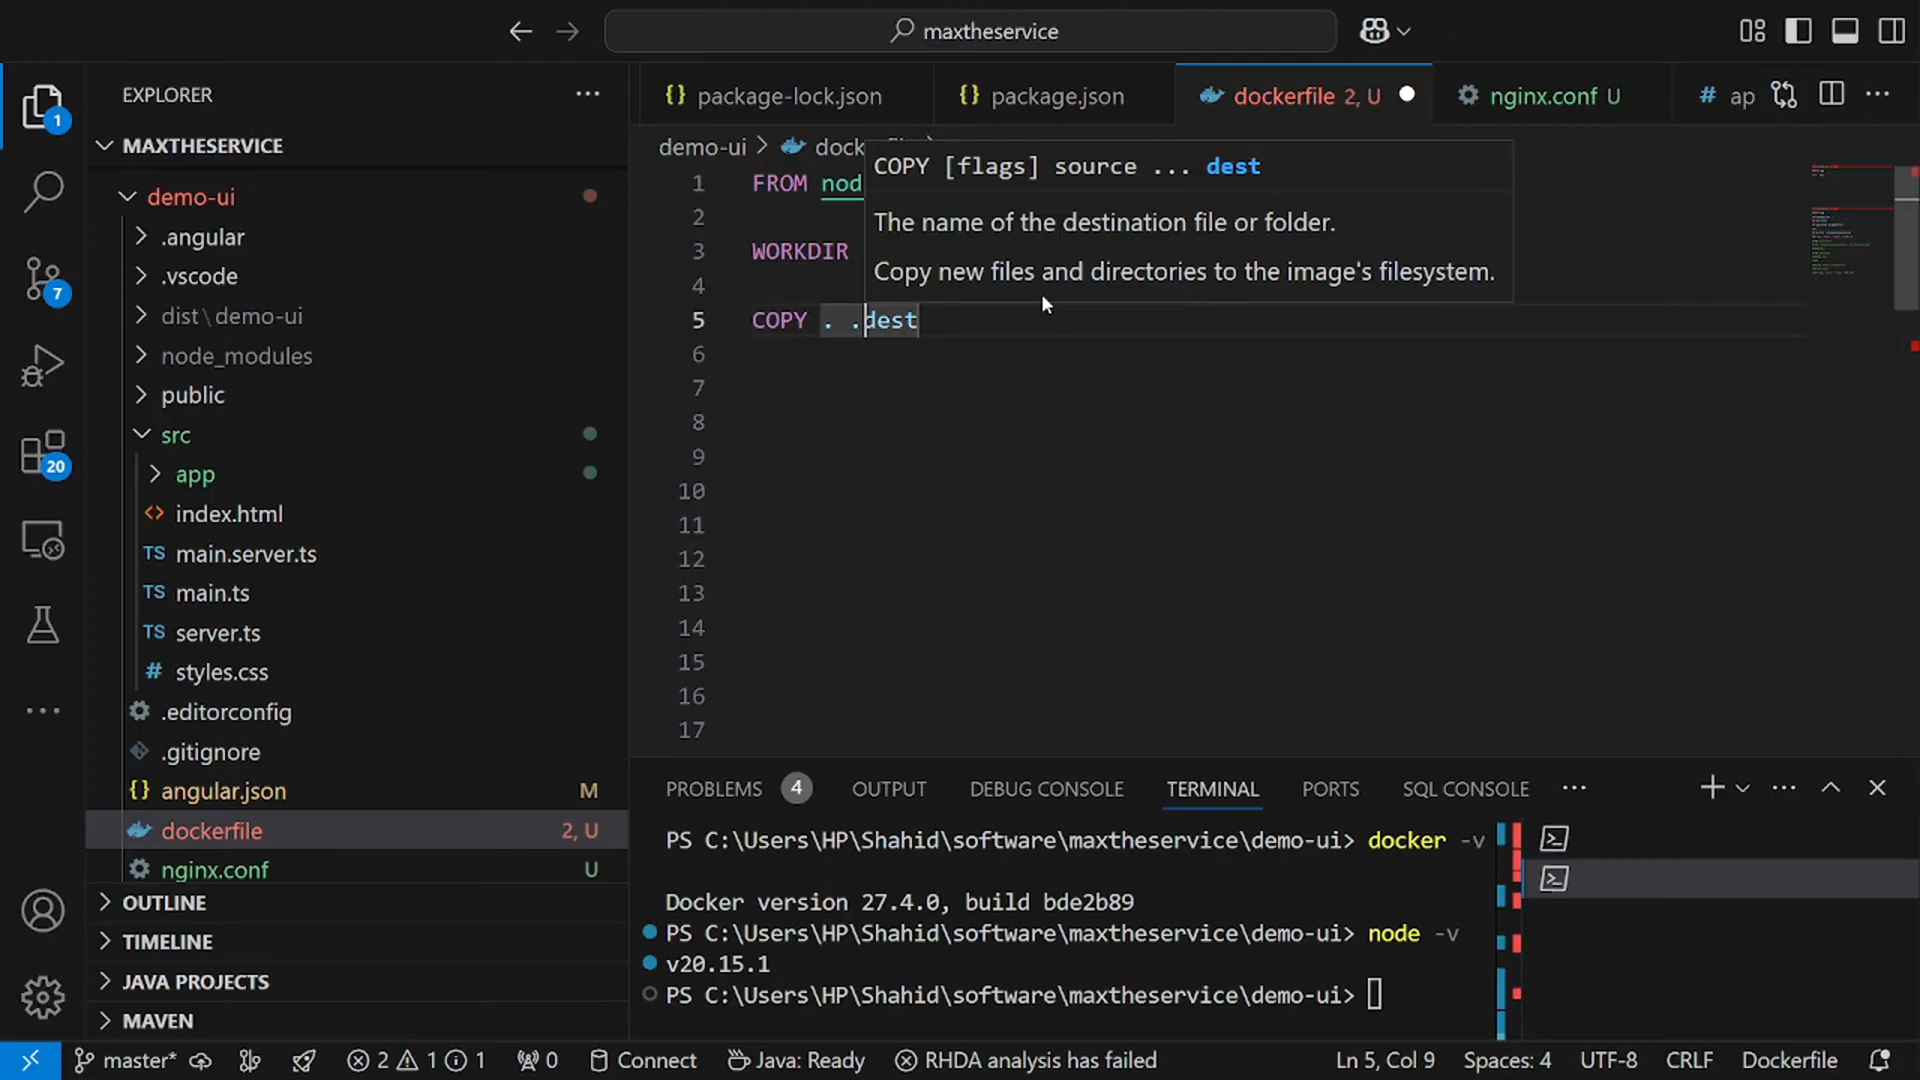 maxtheservice
EXPLORER
1
MAXTHESERVICE
demo-ui
.angular
.vscode
dist\demo-ui
node_modules
public
src
app
index.html
main.server.ts
main.ts
server.ts
styles.css
.editorconfig
.gitignore
angular.json M
dockerfile 2, U
nginx.conf U
OUTLINE
TIMELINE
JAVA PROJECTS
MAVEN
7
20
package-lock.json
package.json
dockerfile 2, U
nginx.conf U
# ap
demo-ui > dock
COPY [flags] source ... dest
The name of the destination file or folder.
Copy new files and directories to the image's filesystem.
1 FROM nod
2
3 WORKDIR
4
5 COPY . .dest
6
7
8
9
10
11
12
13
14
15
16
17
PROBLEMS 4 OUTPUT DEBUG CONSOLE TERMINAL PORTS SQL CONSOLE
PS C:\Users\HP\Shahid\software\maxtheservice\demo-ui> docker -v
Docker version 27.4.0, build bde2b89
PS C:\Users\HP\Shahid\software\maxtheservice\demo-ui> node -v
v20.15.1
PS C:\Users\HP\Shahid\software\maxtheservice\demo-ui>
master* 2 1 1 0 Connect Java: Ready RHDA analysis has failed Ln 5, Col 9 Spaces: 4 UTF-8 CRLF Dockerfile